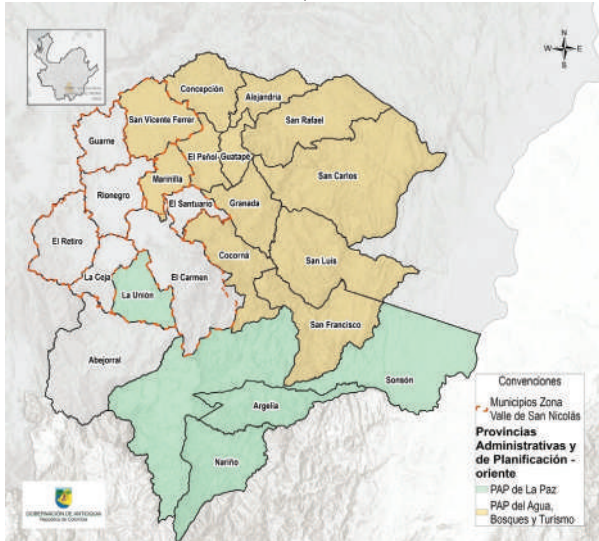 N
W E
S
Concepción
Alejandría
San Vicente Ferrer
San Rafael
Guarne
El Peñol
Guatapé
Marinilla
San Carlos
Rionegro
El Santuario
Granada
El Retiro
Cocorná
San Luis
La Ceja
El Carmen
La Unión
San Francisco
Abejorral
Sonsón
Argelia
Nariño
Convenciones
Municipios Zona
Valle de San Nicolás
Provincias
Administrativas y
de Planificación -
oriente
PAP de La Paz
PAP del Agua,
Bosques y Turismo
GOBERNACIÓN DE ANTIOQUIA
República de Colombia